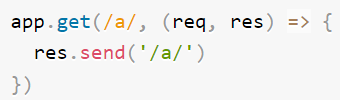 app.get(/a/, (req, res) => {
  res.send('/a/')
})